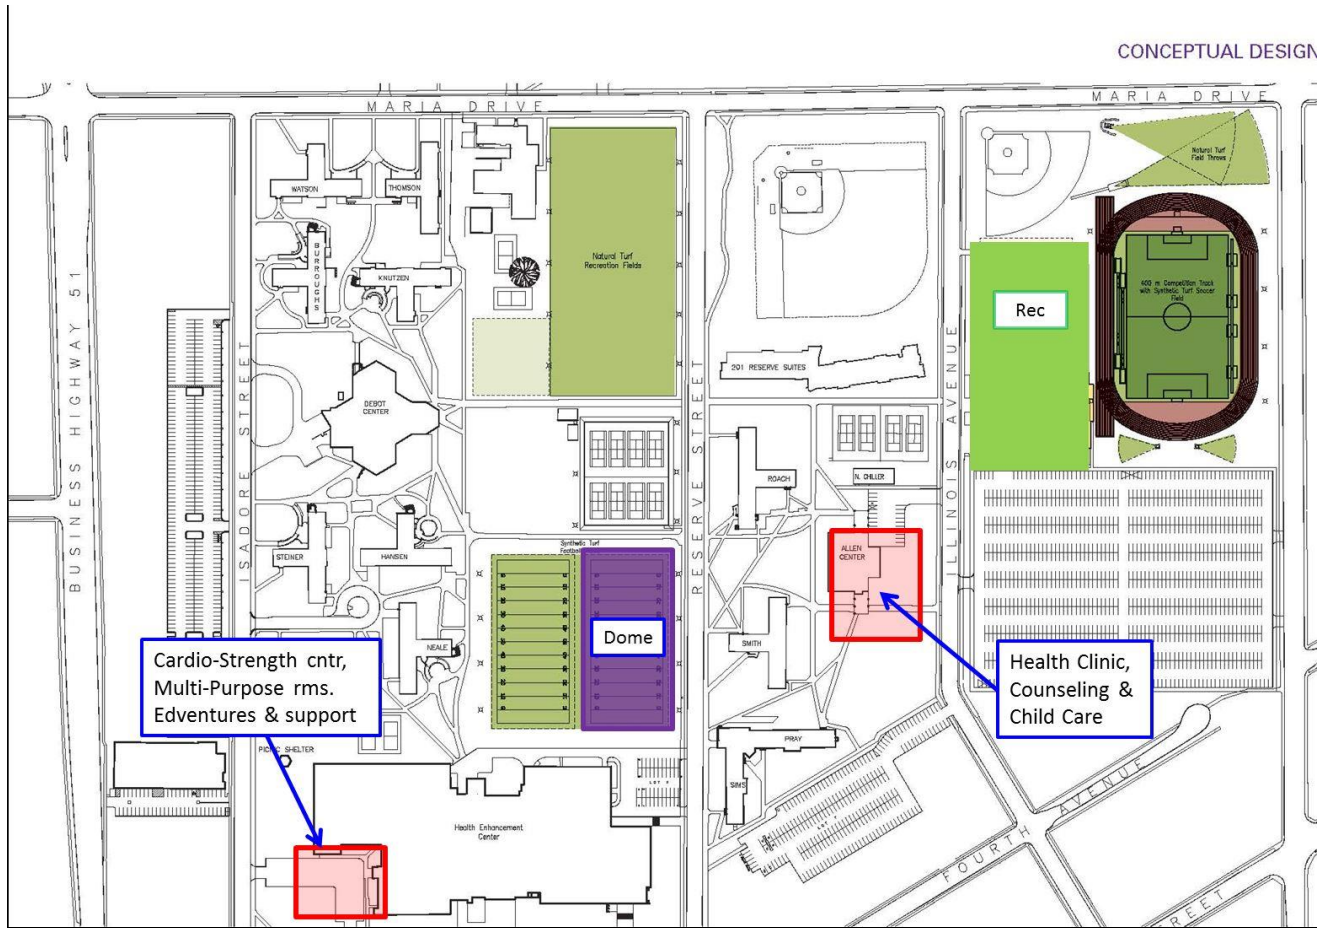 CONCEPTUAL DESIGN
MARIA DRIVE
MARIA DRIVE
Natural Turf
Field Throws
WATSON
THOMSON
BURROUGHS
KNUTZEN
Natural Turf
Recreation Fields
400 m Competition Track
with Synthetic Turf Soccer
Field
Rec
BUSINESS HIGHWAY 51
ISADORE STREET
RESERVE STREET
ILLINOIS AVENUE
201 RESERVE SUITES
DEBOT
CENTER
ROACH
N. CHILLER
STEINER
HANSEN
Synthetic Turf
ALLEN
CENTER
Dome
NEALE
SMITH
Cardio-Strength cntr,
Multi-Purpose rms.
Edventures & support
Health Clinic,
Counseling &
Child Care
PICNIC SHELTER
PRAY
SIMS
Health Enhancement
Center
FOURTH AVENUE